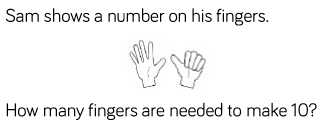 Sam shows a number on his fingers.
How many fingers are needed to make 10?